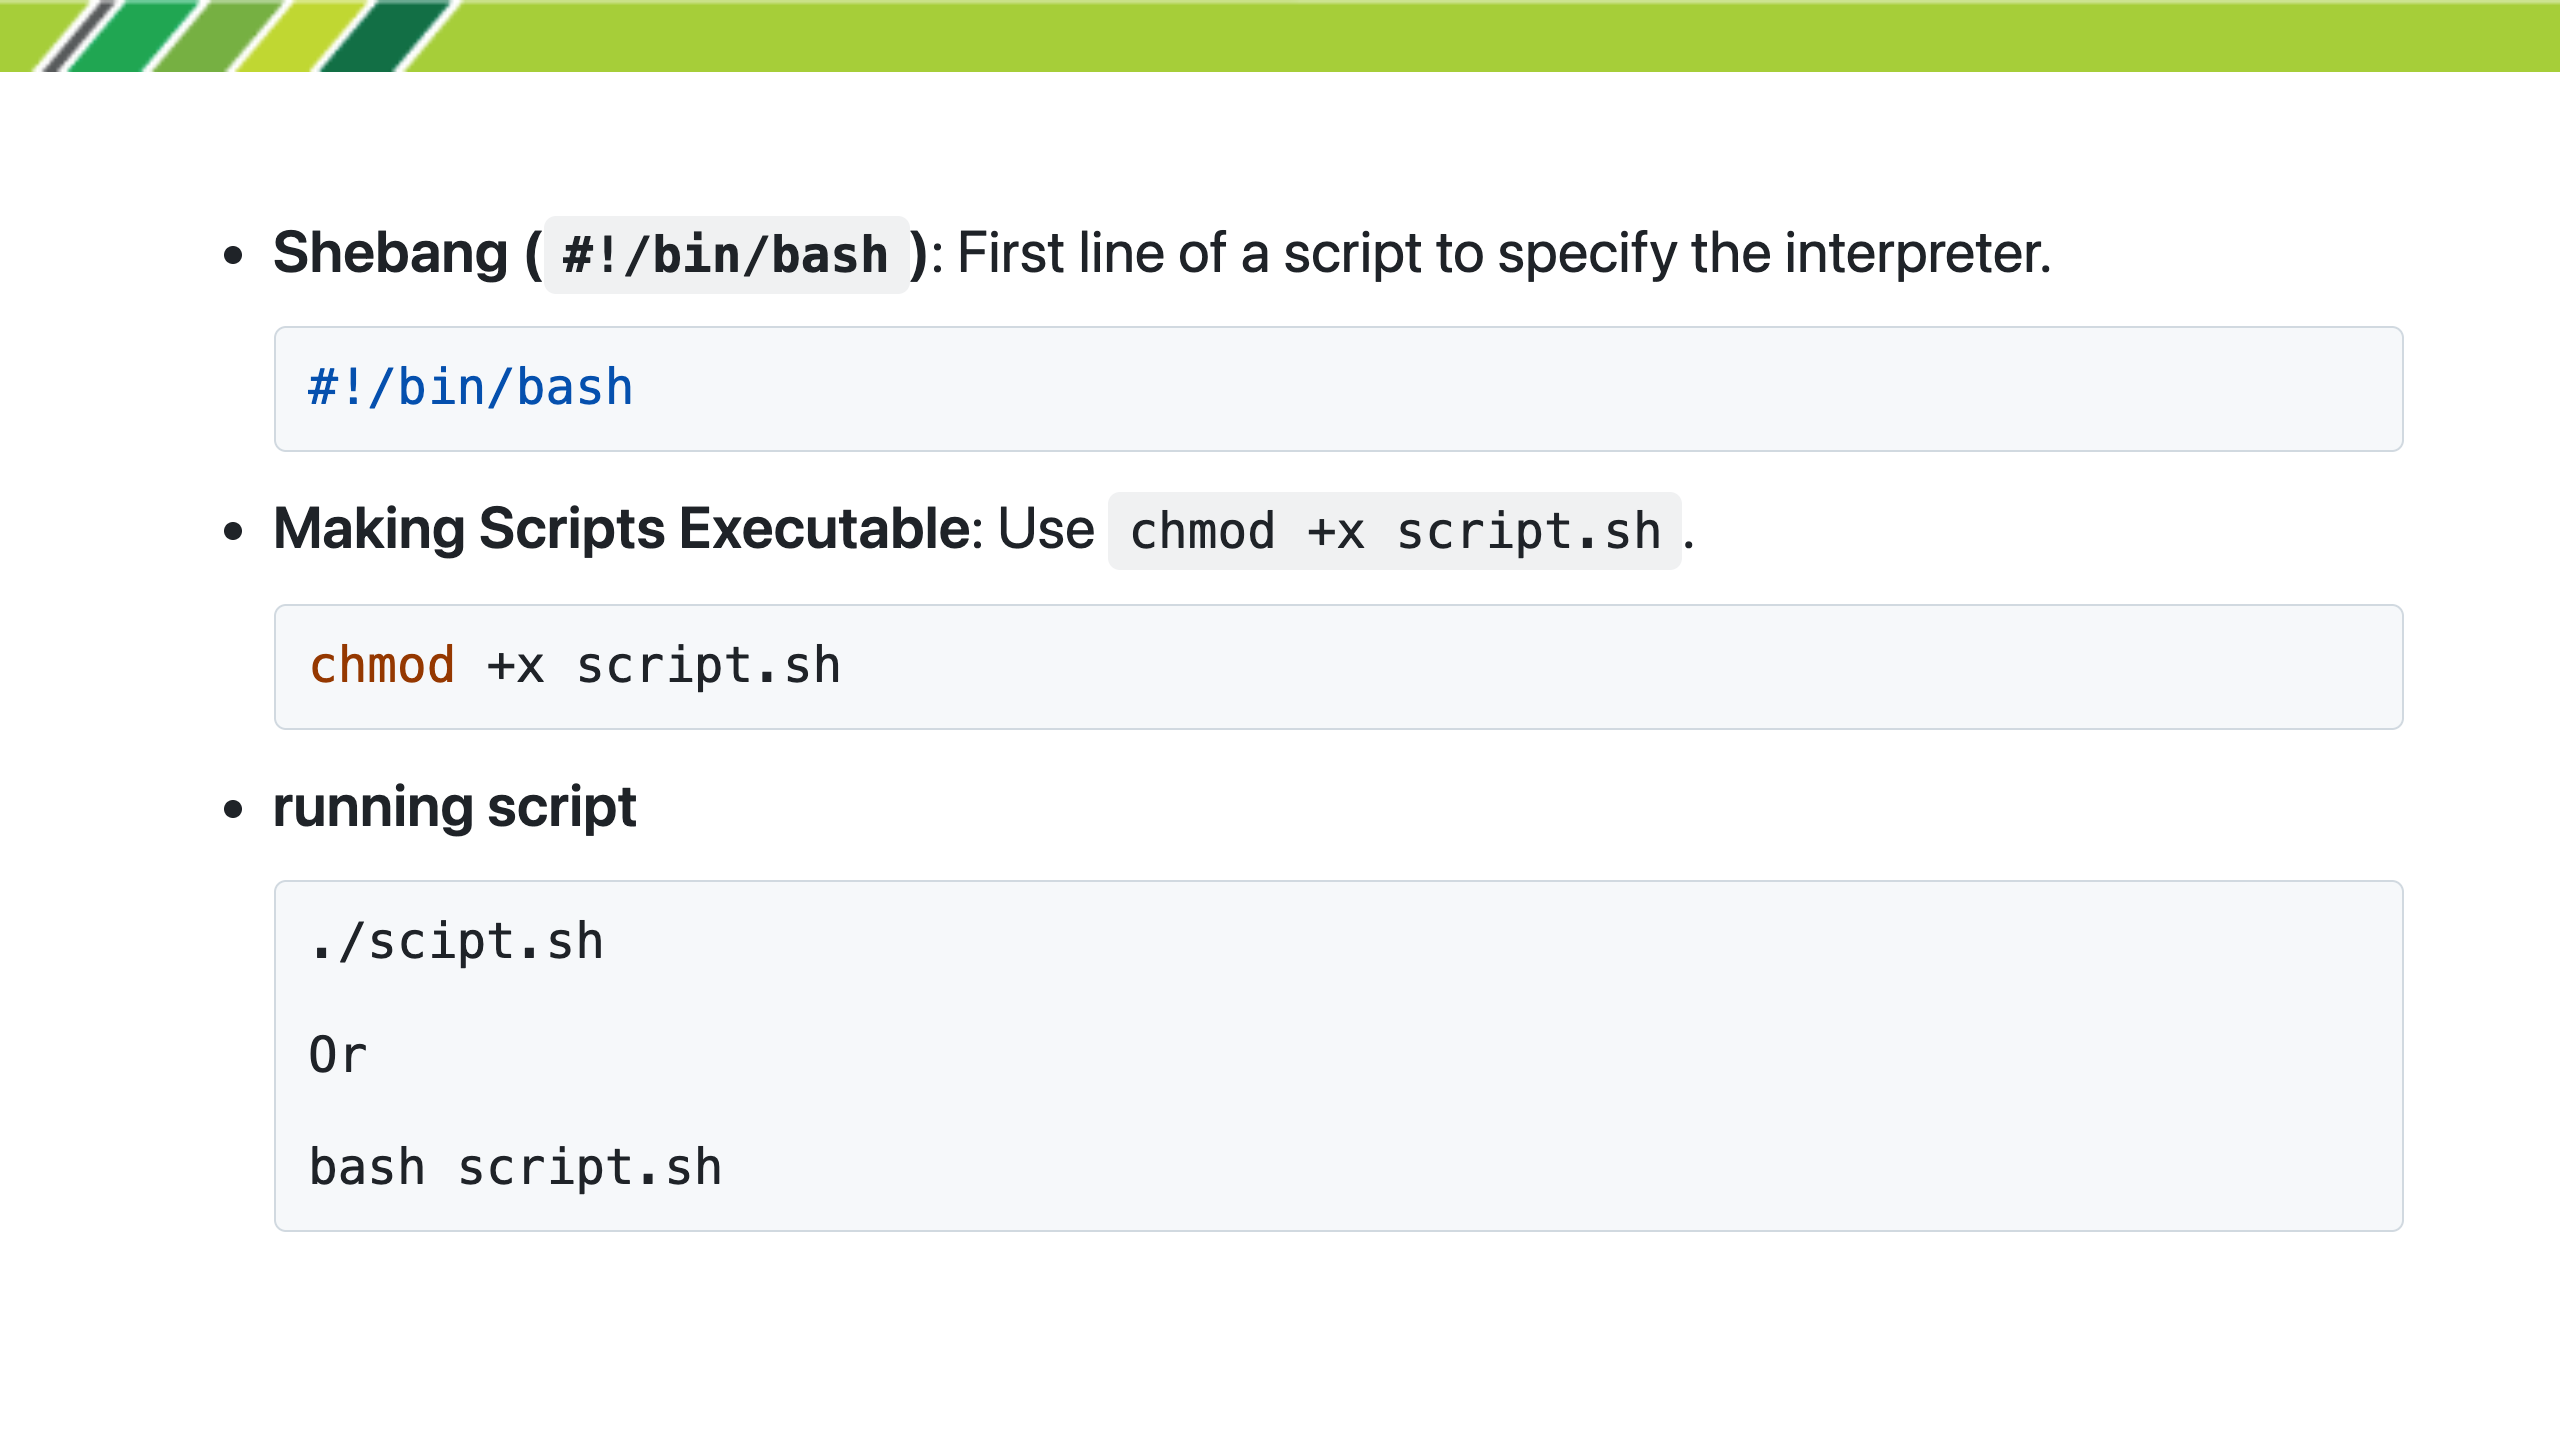 • Shebang (#!/bin/bash): First line of a script to specify the interpreter.
#!/bin/bash
• Making Scripts Executable: Use chmod +x script.sh.
chmod +x script.sh
• running script
./scipt.sh
Or
bash script.sh